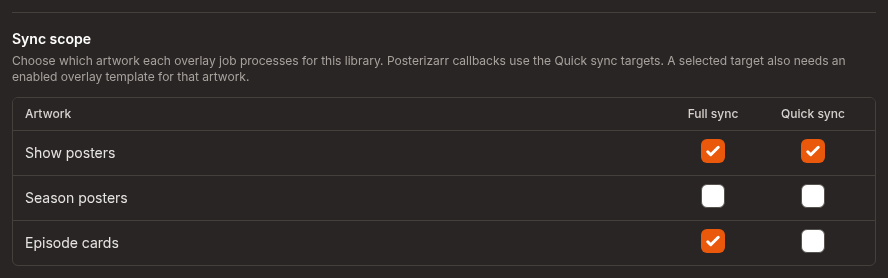 Sync scope
Choose which artwork each overlay job processes for this library. Posterizarr callbacks use the Quick sync targets. A selected target also needs an
enabled overlay template for that artwork.
Artwork Full sync Quick sync
Show posters
Season posters
Episode cards